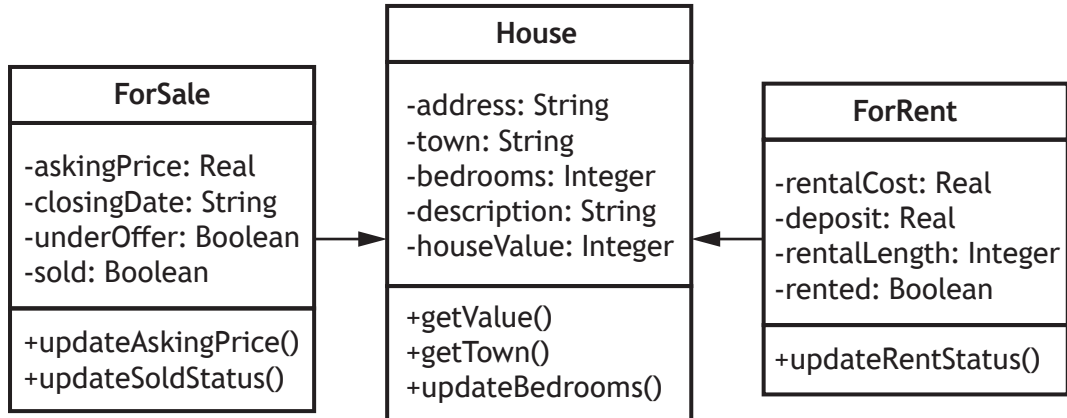 ForSale
-askingPrice: Real
-closingDate: String
-underOffer: Boolean
-sold: Boolean
+updateAskingPrice()
+updateSoldStatus()
House
-address: String
-town: String
-bedrooms: Integer
-description: String
-houseValue: Integer
+getValue()
+getTown()
+updateBedrooms()
ForRent
-rentalCost: Real
-deposit: Real
-rentalLength: Integer
-rented: Boolean
+updateRentStatus()